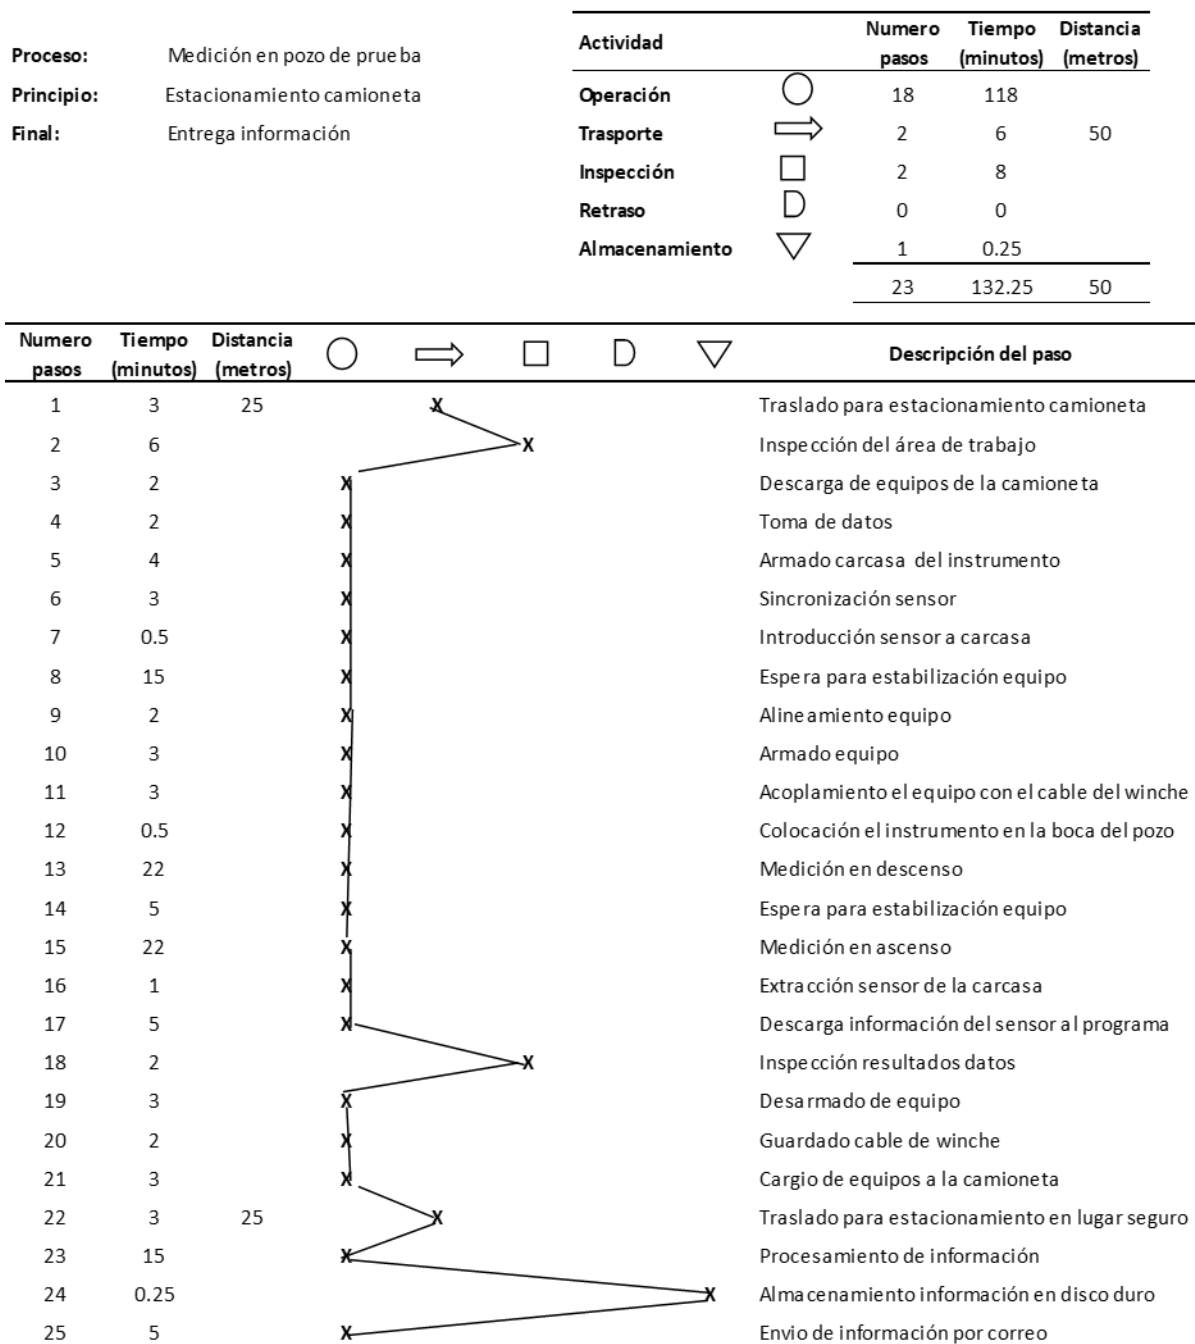 Proceso: Medición en pozo de prueba
Principio: Estacionamiento camioneta
Final: Entrega información
Actividad Numero pasos Tiempo (minutos) Distancia (metros)
Operación 18 118
Trasporte 2 6 50
Inspección 2 8
Retraso 0 0
Almacenamiento 1 0.25
23 132.25 50
Numero pasos Tiempo (minutos) Distancia (metros) Descripción del paso
1 3 25 X Traslado para estacionamiento camioneta
2 6 X Inspección del área de trabajo
3 2 X Descarga de equipos de la camioneta
4 2 X Toma de datos
5 4 X Armado carcasa del instrumento
6 3 X Sincronización sensor
7 0.5 X Introducción sensor a carcasa
8 15 X Espera para estabilización equipo
9 2 X Alineamiento equipo
10 3 X Armado equipo
11 3 X Acoplamiento el equipo con el cable del winche
12 0.5 X Colocación el instrumento en la boca del pozo
13 22 X Medición en descenso
14 5 X Espera para estabilización equipo
15 22 X Medición en ascenso
16 1 X Extracción sensor de la carcasa
17 5 X Descarga información del sensor al programa
18 2 X Inspección resultados datos
19 3 X Desarmado de equipo
20 2 X Guardado cable de winche
21 3 X Cargio de equipos a la camioneta
22 3 25 X Traslado para estacionamiento en lugar seguro
23 15 X Procesamiento de información
24 0.25 X Almacenamiento información en disco duro
25 5 X Envio de información por correo